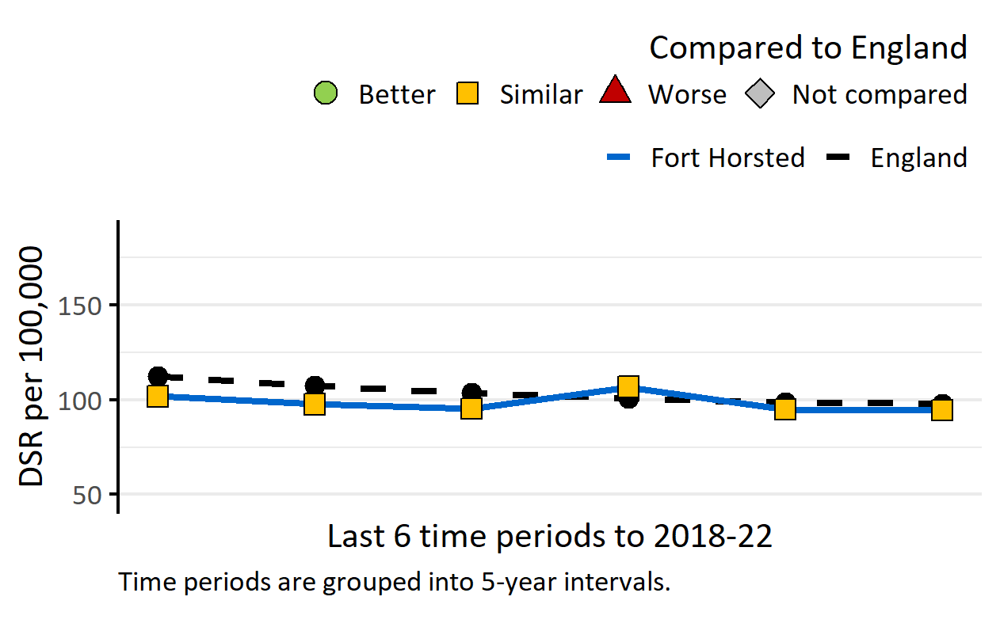 Compared to England
Better Similar Worse Not compared
Fort Horsted England
DSR per 100,000
150
100
50
Last 6 time periods to 2018-22
Time periods are grouped into 5-year intervals.